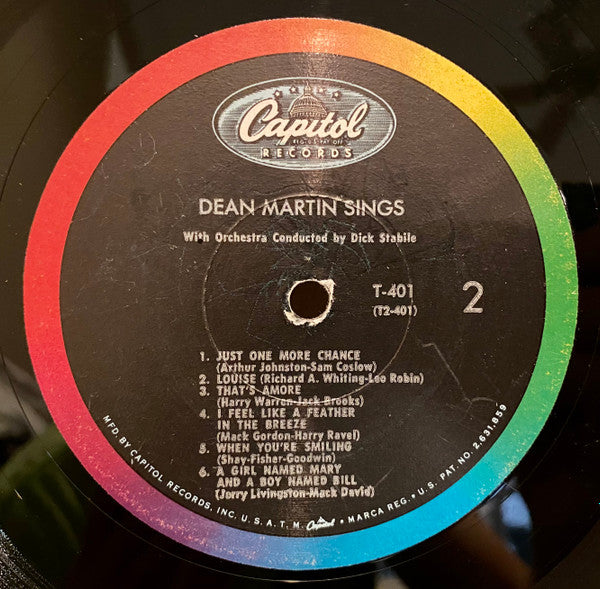 Capitol
RECORDS
DEAN MARTIN SINGS
With Orchestra Conducted by Dick Stabile
T-401
(T2-401)
2
1. JUST ONE MORE CHANCE
(Arthur Johnston-Sam Coslow)
2. LOUISE (Richard A. Whiting-Leo Robin)
3. THAT'S AMORE
(Harry Warren-Jack Brooks)
4. I FEEL LIKE A FEATHER
IN THE BREEZE
(Mack Gordon-Harry Revel)
5. WHEN YOU'RE SMILING
(Shay-Fisher-Goodwin)
6. A GIRL NAMED MARY
AND A BOY NAMED BILL
(Jerry Livingston-Mack David)
MFD. BY CAPITOL RECORDS, INC. U.S.A. T.M. Capitol • MARCA REG. • U.S. PAT. NO. 2,631,859